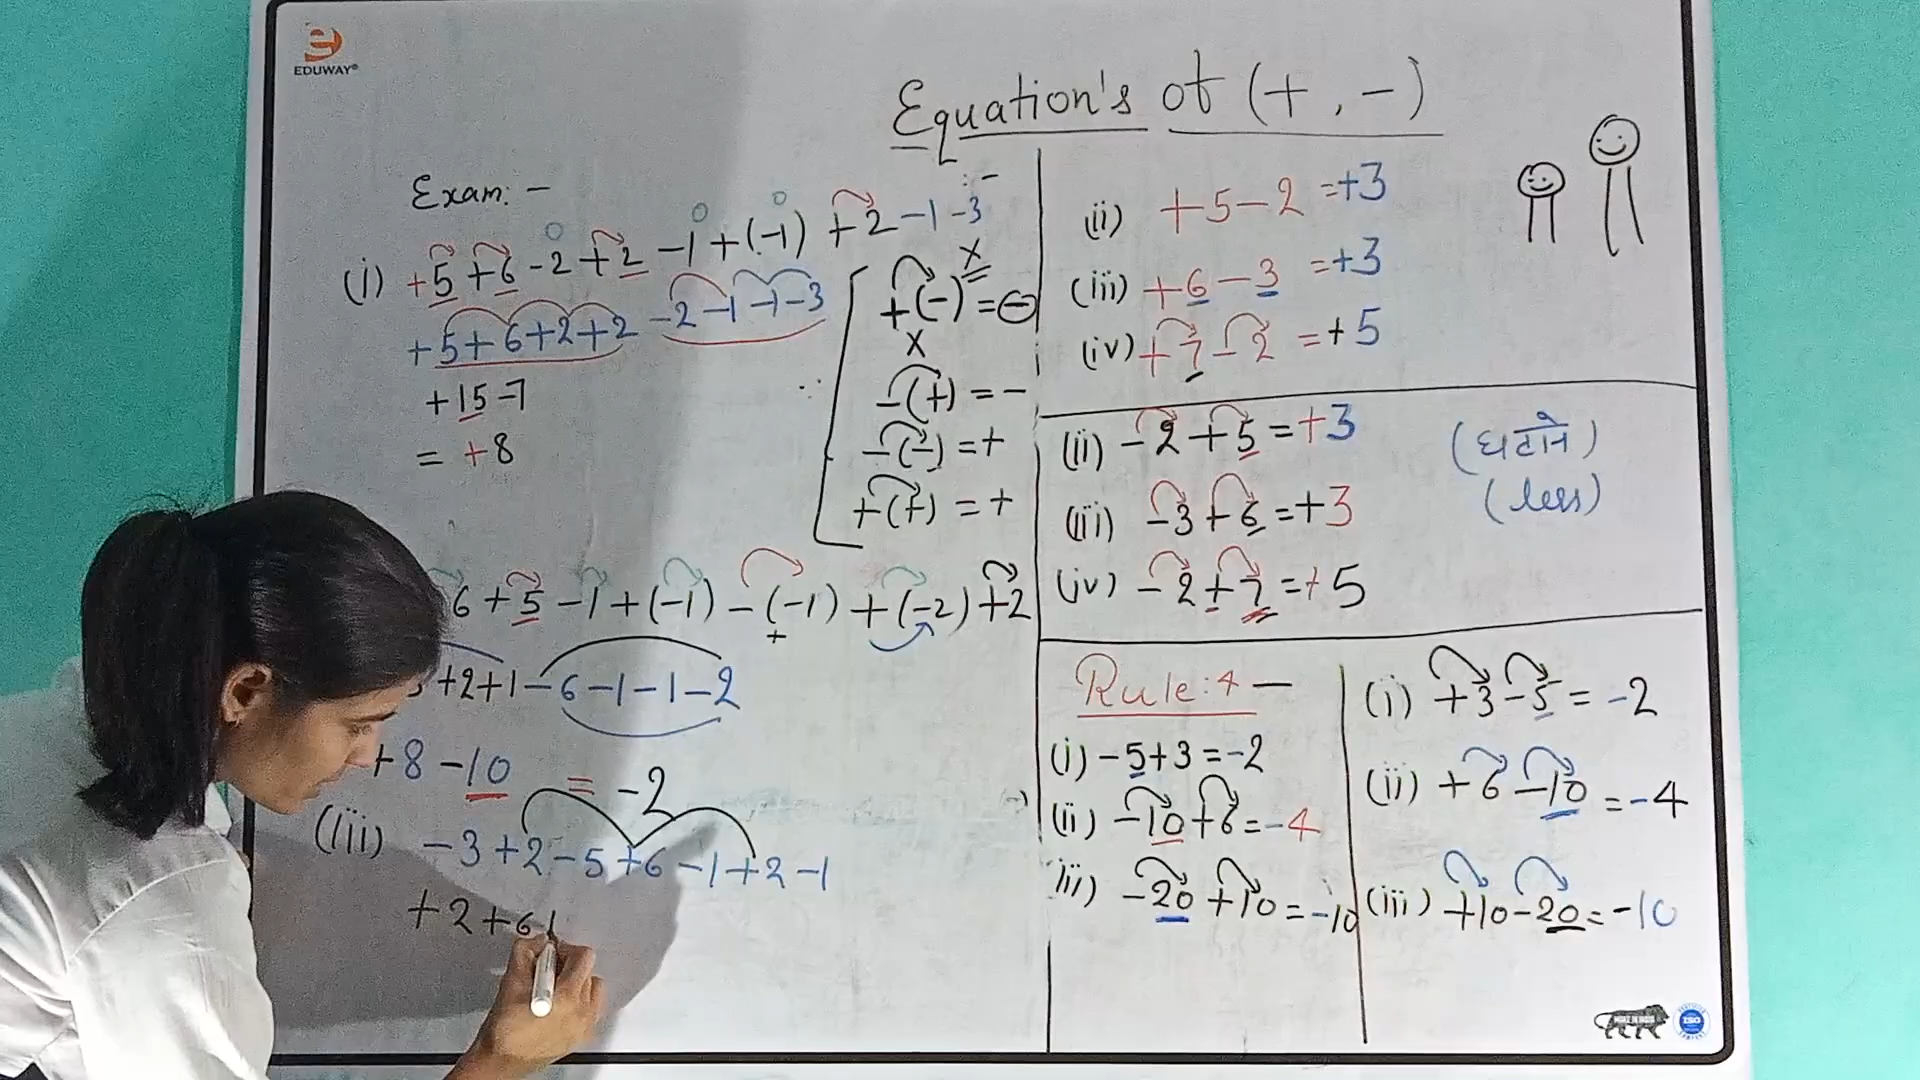 EDUWAY®
Equation's of (+, -)
Exam: -
(i) +5 +6 -2 +2 -1 +(-1) +2 -1 -3
+5+6+2+2 -2-1-1-3
+15-7
= +8
+(-) = -
-(+) = -
-(-) = +
+(+) = +
6 +5 -1 +(-1) -(-1) +(-2) +2
+2+1-6-1-1-2
+8 -10 = -2
(iii) -3 +2 -5 +6 -1 +2 -1
+2 +6
(ii) +5-2 = +3
(iii) +6-3 = +3
(iv) +7-2 = +5
(ii) -2+5 = +3
(iii) -3+6 = +3
(iv) -2+7 = +5
(घटाने)
(less)
Rule: 4 -
(i) -5+3 = -2
(ii) -10+6 = -4
iii) -20+10 = -10
(i) +3-5 = -2
(ii) +6-10 = -4
(iii) +10-20 = -10
MAKE IN INDIA
ISO